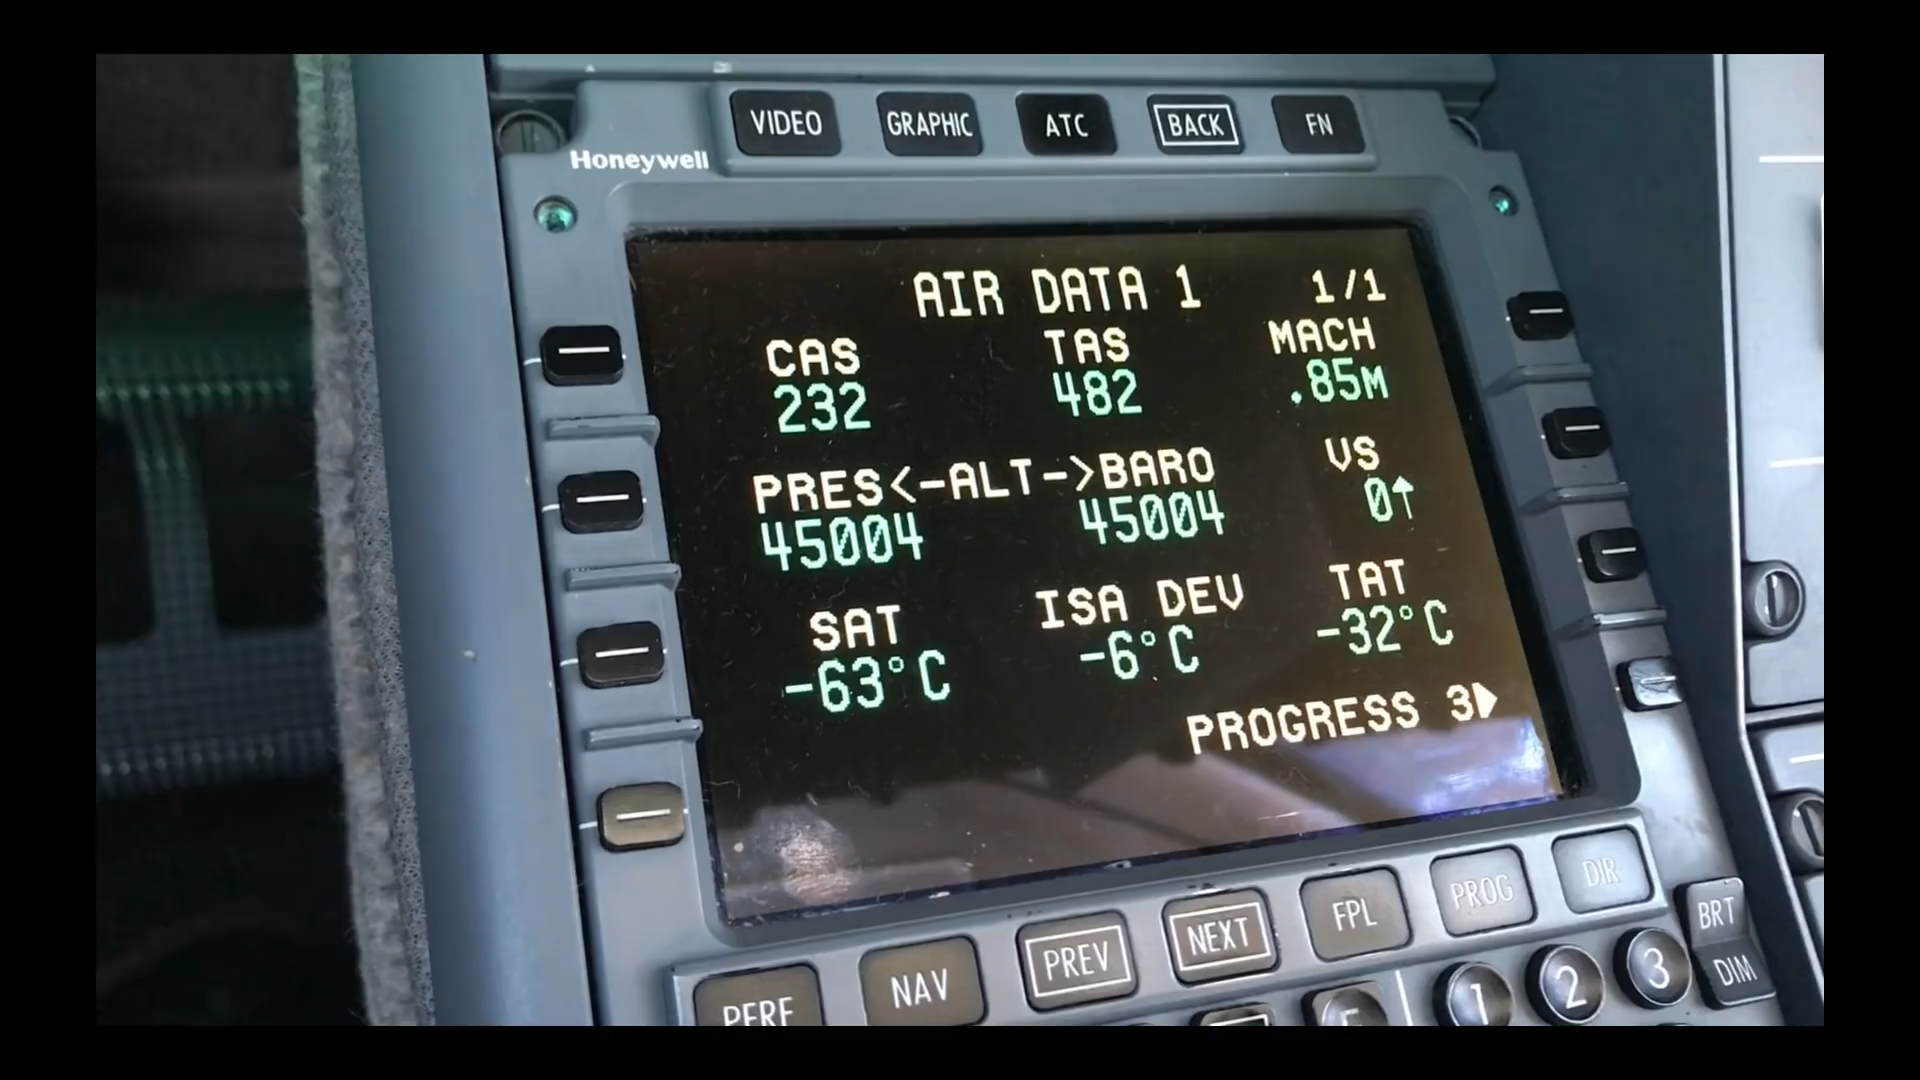 VIDEO GRAPHIC ATC BACK FN
Honeywell
AIR DATA 1 1/1
CAS TAS MACH
232 482 .85M
PRES<-ALT->BARO VS
45004 45004 0↑
SAT ISA DEV TAT
-63°C -6°C -32°C
PROGRESS 3▶
PERF NAV PREV NEXT FPL PROG DIR
1 2 3
BRT
DIM